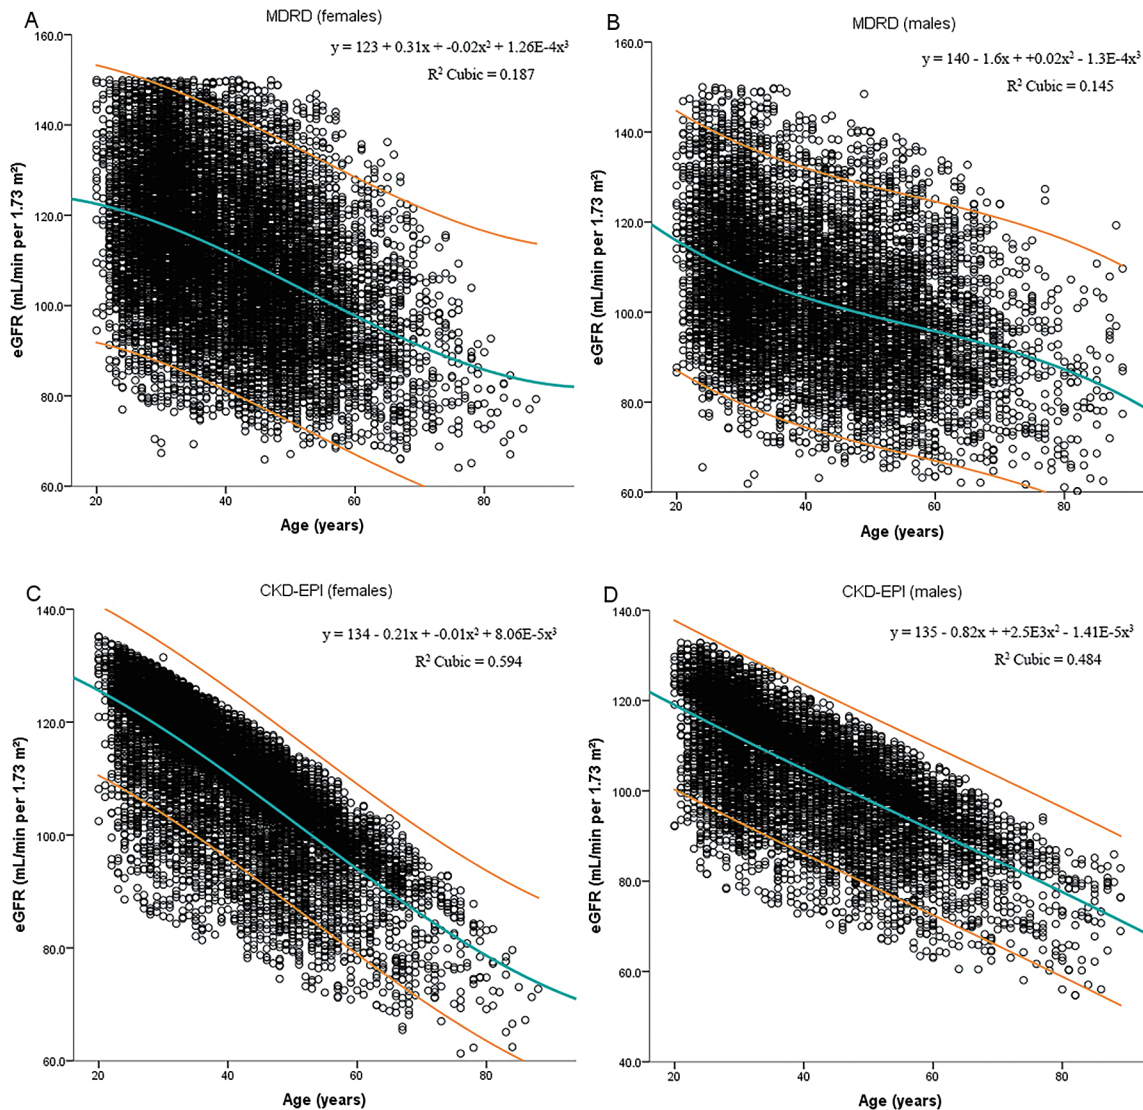 A
MDRD (females)
y = 123 + 0.31x + -0.02x² + 1.26E-4x³
R² Cubic = 0.187
160.0
140.0
120.0
100.0
80.0
60.0
eGFR (mL/min per 1.73 m²)
20 40 60 80
Age (years)
B
MDRD (males)
y = 140 - 1.6x + +0.02x² - 1.3E-4x³
R² Cubic = 0.145
160.0
140.0
120.0
100.0
80.0
60.0
eGFR (mL/min per 1.73 m²)
20 40 60 80
Age (years)
C
CKD-EPI (females)
y = 134 - 0.21x + -0.01x² + 8.06E-5x³
R² Cubic = 0.594
140.0
120.0
100.0
80.0
60.0
eGFR (mL/min per 1.73 m²)
20 40 60 80
Age (years)
D
CKD-EPI (males)
y = 135 - 0.82x + +2.5E3x² - 1.41E-5x³
R² Cubic = 0.484
140.0
120.0
100.0
80.0
60.0
40.0
eGFR (mL/min per 1.73 m²)
20 40 60 80
Age (years)